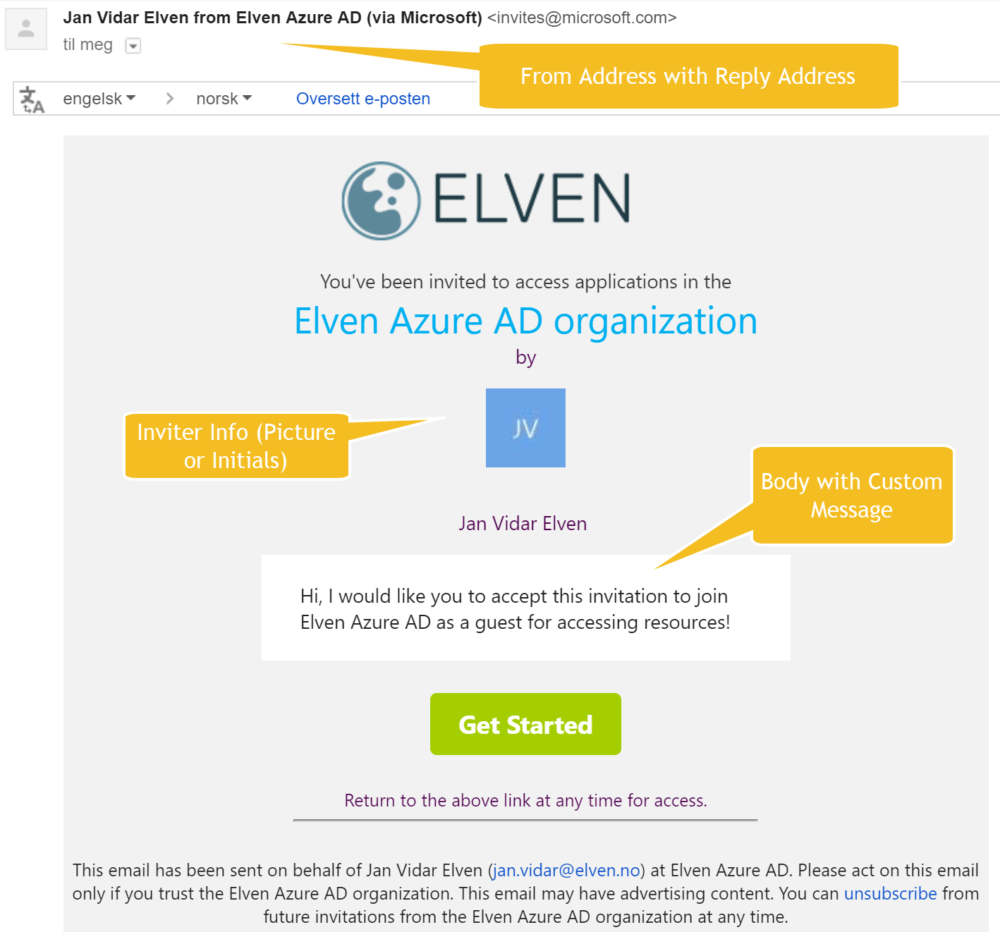 Jan Vidar Elven from Elven Azure AD (via Microsoft) <invites@microsoft.com>
til meg
From Address with Reply Address
engelsk
norsk
Oversett e-posten
ELVEN
You've been invited to access applications in the
Elven Azure AD organization
by
JV
Inviter Info (Picture
or Initials)
Body with Custom
Message
Jan Vidar Elven
Hi, I would like you to accept this invitation to join
Elven Azure AD as a guest for accessing resources!
Get Started
Return to the above link at any time for access.
This email has been sent on behalf of Jan Vidar Elven (jan.vidar@elven.no) at Elven Azure AD. Please act on this email
only if you trust the Elven Azure AD organization. This email may have advertising content. You can unsubscribe from
future invitations from the Elven Azure AD organization at any time.